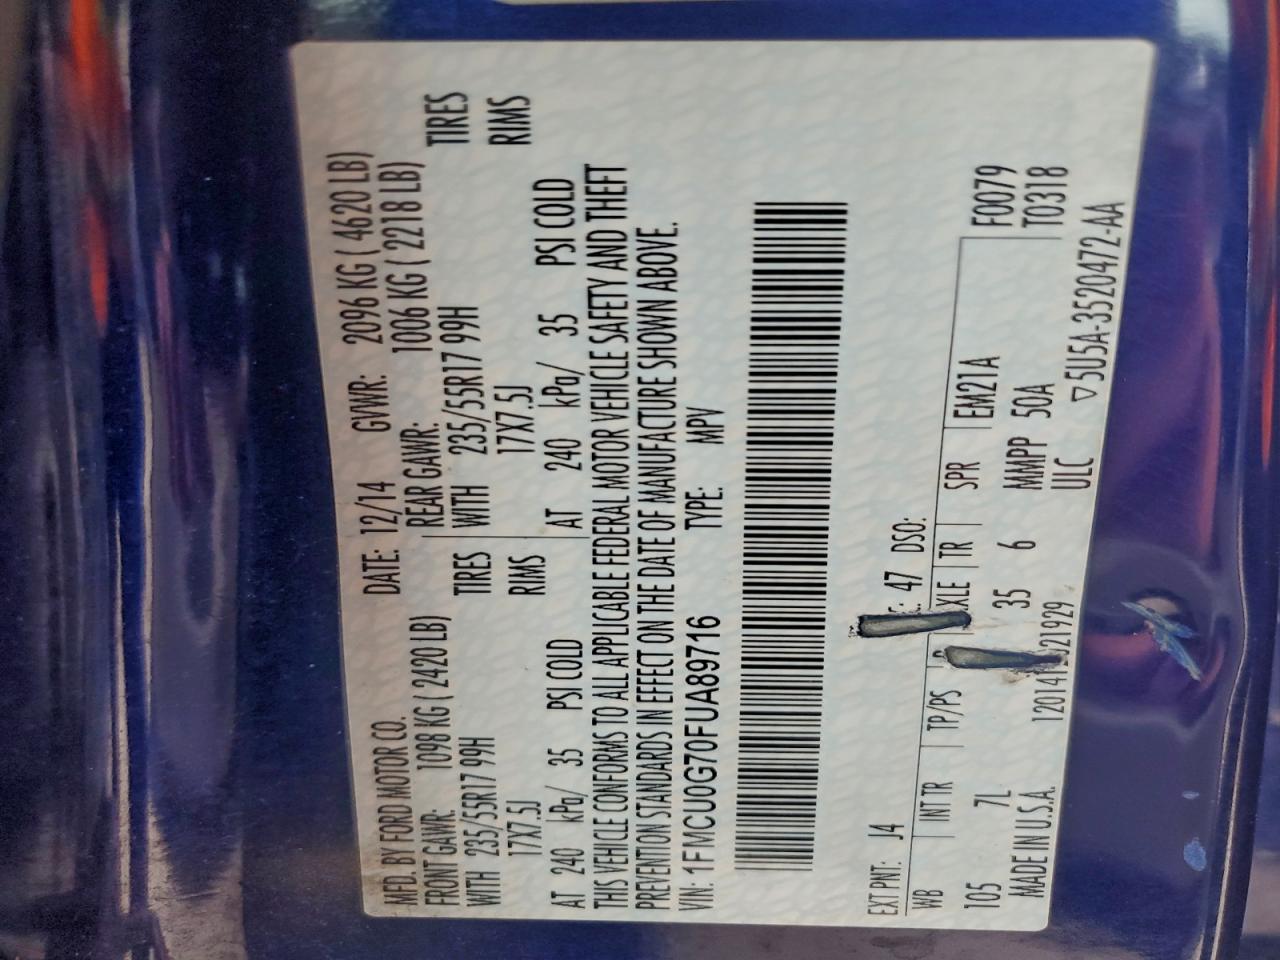 MFD. BY FORD MOTOR CO.
DATE: 12/14 GVWR: 2096 KG ( 4620 LB)
FRONT GAWR: 1098 KG ( 2420 LB) REAR GAWR: 1006 KG ( 2218 LB)
WITH 235/55R17 99H TIRES WITH 235/55R17 99H TIRES
17X7.5J RIMS 17X7.5J RIMS
AT 240 kPa/ 35 PSI COLD AT 240 kPa/ 35 PSI COLD
THIS VEHICLE CONFORMS TO ALL APPLICABLE FEDERAL MOTOR VEHICLE SAFETY AND THEFT
PREVENTION STANDARDS IN EFFECT ON THE DATE OF MANUFACTURE SHOWN ABOVE.
VIN: 1FMCU0G70FUA89716 TYPE: MPV
EXT PNT: J4 47 DSO:
WB INT TR TP/PS XLE TR SPR EM21A F0079
105 7L 35 6 MMPP 50A T0318
MADE IN U.S.A. 21929 ULC ▽5U5A-3520472-AA